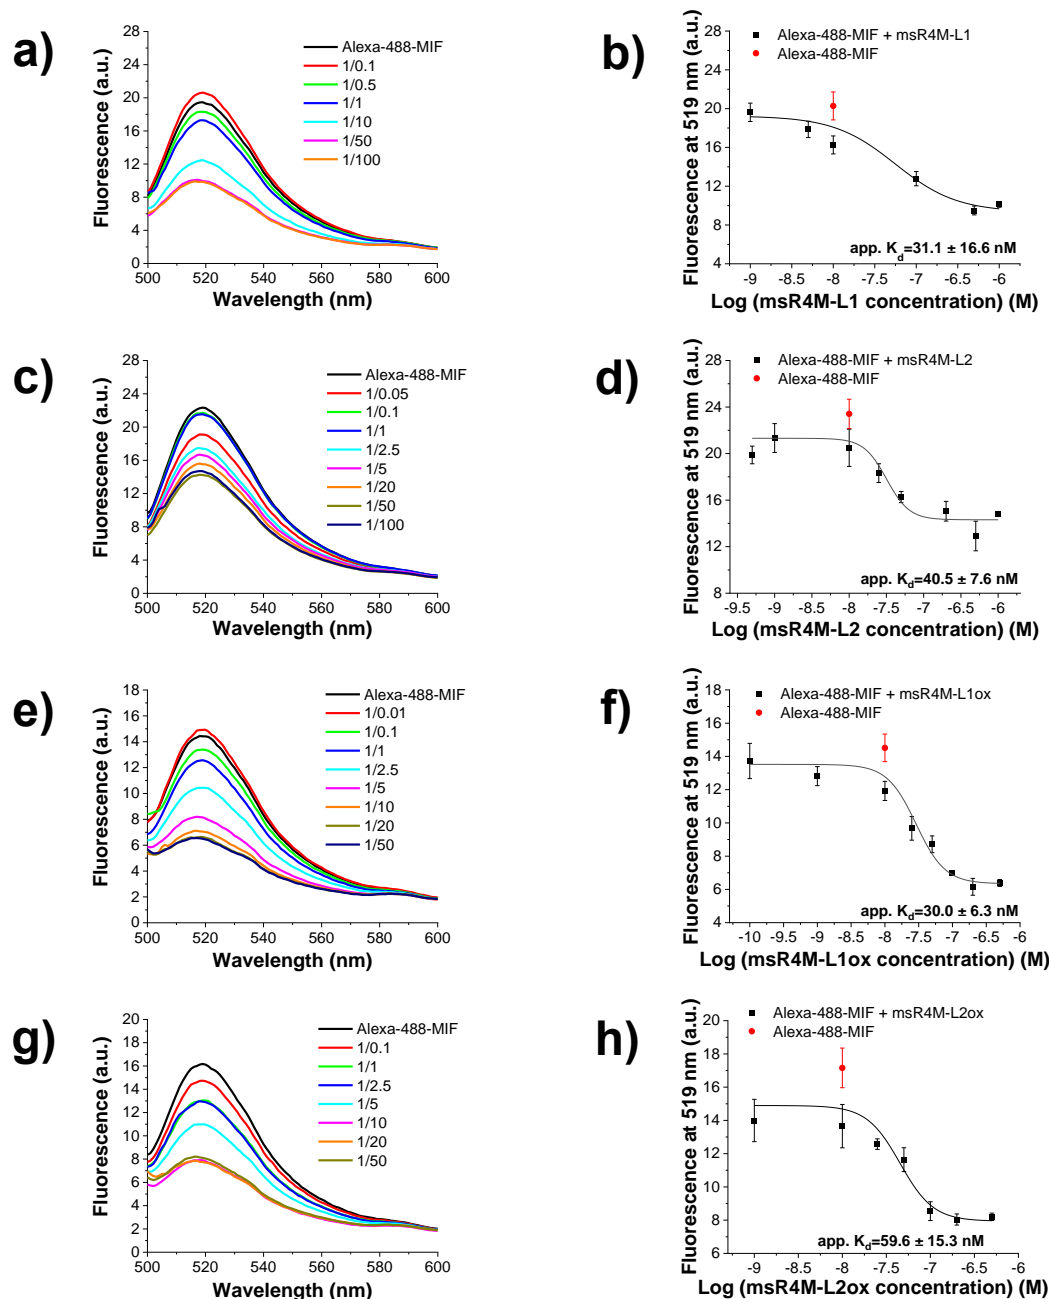 a)
Fluorescence (a.u.)
28
24
20
16
12
8
4
0
500 520 540 560 580 600
Wavelength (nm)
Alexa-488-MIF
1/0.1
1/0.5
1/1
1/10
1/50
1/100
b)
Fluorescence at 519 nm (a.u.)
28
24
20
16
12
8
4
-9 -8.5 -8 -7.5 -7 -6.5 -6
Log (msR4M-L1 concentration) (M)
Alexa-488-MIF + msR4M-L1
Alexa-488-MIF
app. Kd=31.1 ± 16.6 nM
c)
Fluorescence (a.u.)
28
24
20
16
12
8
4
0
500 520 540 560 580 600
Wavelength (nm)
Alexa-488-MIF
1/0.05
1/0.1
1/1
1/2.5
1/5
1/20
1/50
1/100
d)
Fluorescence at 519 nm (a.u.)
28
24
20
16
12
8
-9.5 -9 -8.5 -8 -7.5 -7 -6.5 -6
Log (msR4M-L2 concentration) (M)
Alexa-488-MIF + msR4M-L2
Alexa-488-MIF
app. Kd=40.5 ± 7.6 nM
e)
Fluorescence (a.u.)
18
16
14
12
10
8
6
4
2
0
500 520 540 560 580 600
Wavelength (nm)
Alexa-488-MIF
1/0.01
1/0.1
1/1
1/2.5
1/5
1/10
1/20
1/50
f)
Fluorescence at 519 nm (a.u.)
18
16
14
12
10
8
6
4
-10 -9.5 -9 -8.5 -8 -7.5 -7 -6.5 -6
Log (msR4M-L1ox concentration) (M)
Alexa-488-MIF + msR4M-L1ox
Alexa-488-MIF
app. Kd=30.0 ± 6.3 nM
g)
Fluorescence (a.u.)
20
18
16
14
12
10
8
6
4
2
0
500 520 540 560 580 600
Wavelength (nm)
Alexa-488-MIF
1/0.1
1/1
1/2.5
1/5
1/10
1/20
1/50
h)
Fluorescence at 519 nm (a.u.)
20
18
16
14
12
10
8
6
-9 -8.5 -8 -7.5 -7 -6.5 -6
Log (msR4M-L2ox concentration) (M)
Alexa-488-MIF + msR4M-L2ox
Alexa-488-MIF
app. Kd=59.6 ± 15.3 nM